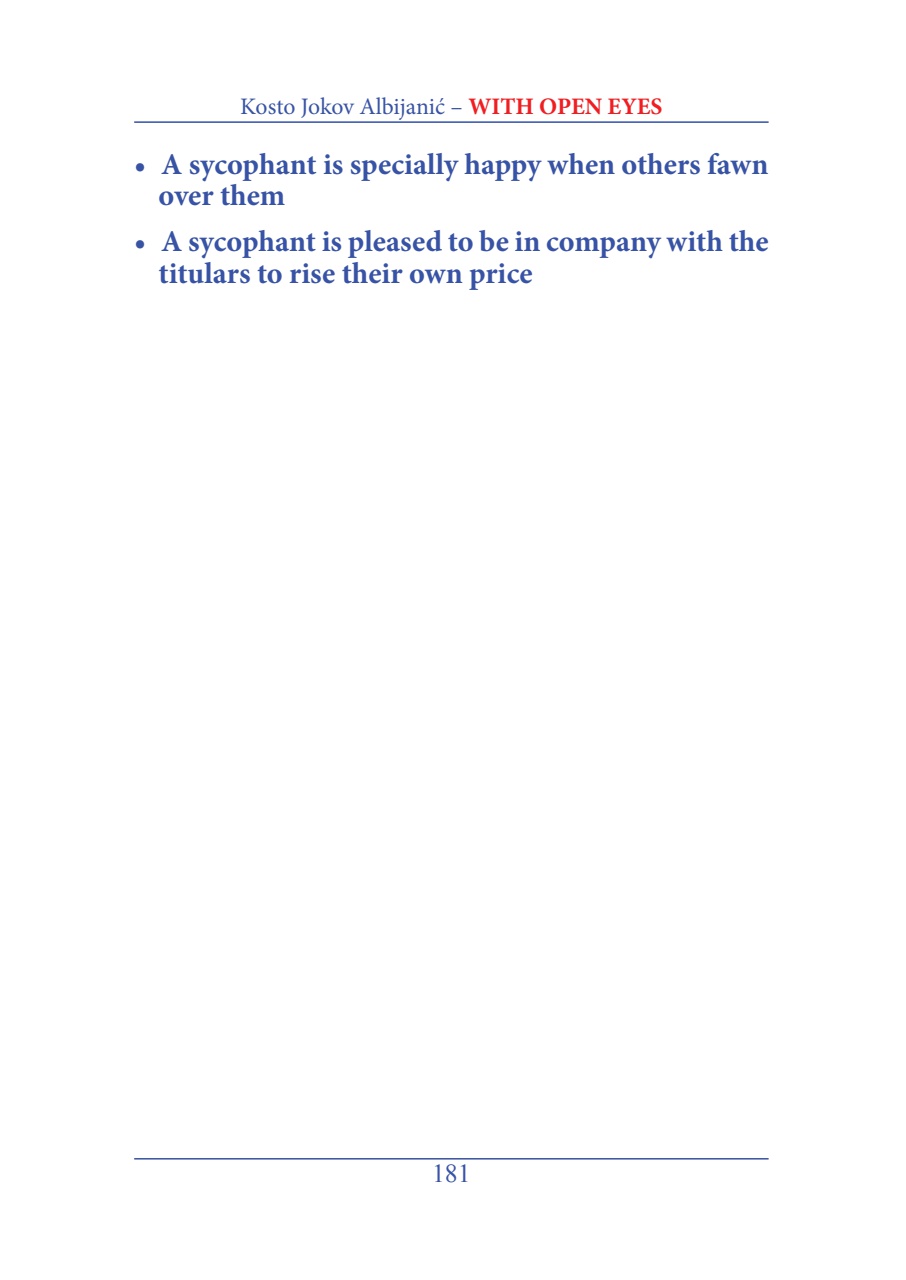 Kosto Jokov Albijanić – WITH OPEN EYES
• A sycophant is specially happy when others fawn
over them
• A sycophant is pleased to be in company with the
titulars to rise their own price
181